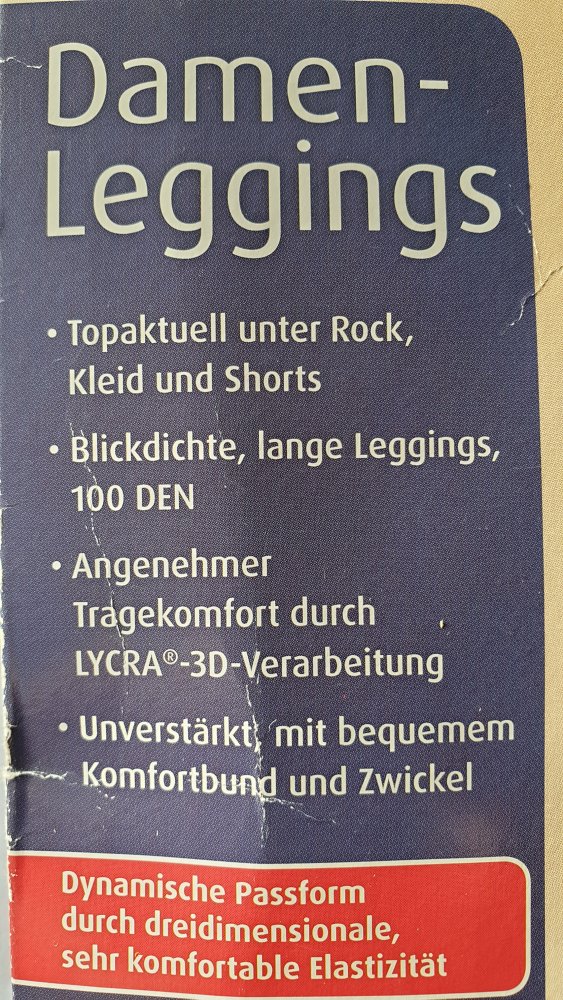 Damen-
Leggings
• Topaktuell unter Rock,
Kleid und Shorts
• Blickdichte, lange Leggings,
100 DEN
• Angenehmer
Tragekomfort durch
LYCRA®-3D-Verarbeitung
• Unverstärkt, mit bequemem
Komfortbund und Zwickel
Dynamische Passform
durch dreidimensionale,
sehr komfortable Elastizität